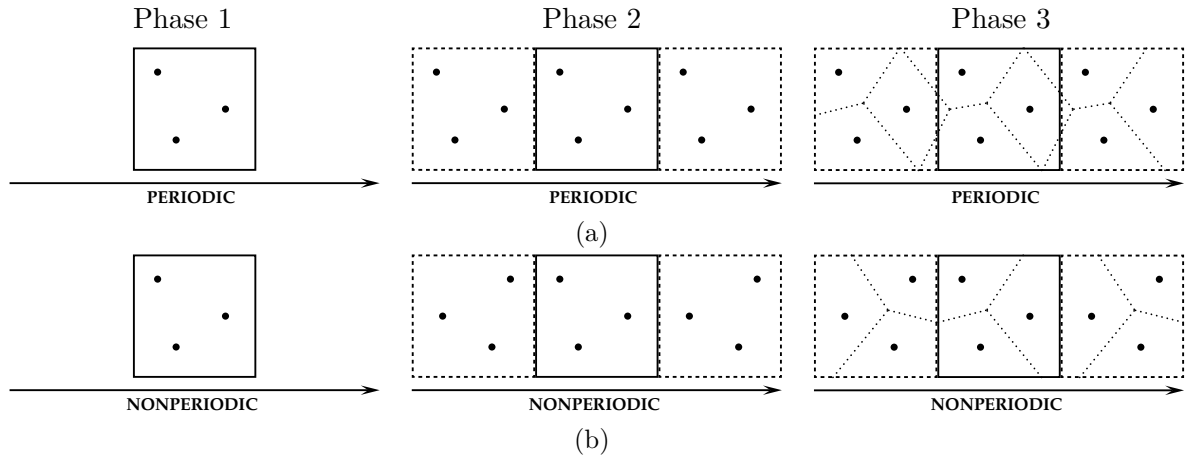 Phase 1 Phase 2 Phase 3
PERIODIC PERIODIC PERIODIC
(a)
NONPERIODIC NONPERIODIC NONPERIODIC
(b)